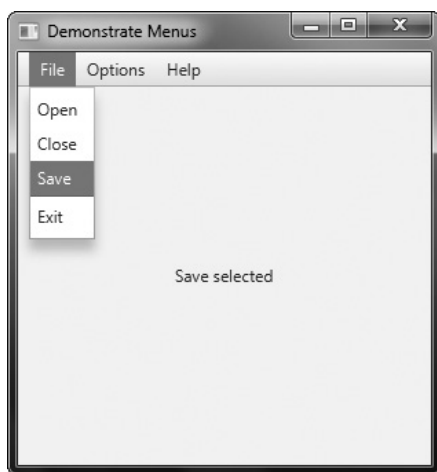 Demonstrate Menus
File Options Help
Open
Close
Save
Exit
Save selected